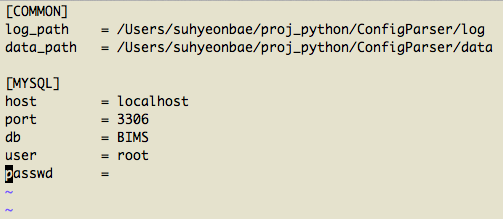 [COMMON]
log_path    = /Users/suhyeonbae/proj_python/ConfigParser/log
data_path   = /Users/suhyeonbae/proj_python/ConfigParser/data

[MYSQL]
host        = localhost
port        = 3306
db          = BIMS
user        = root
passwd      =
~
~